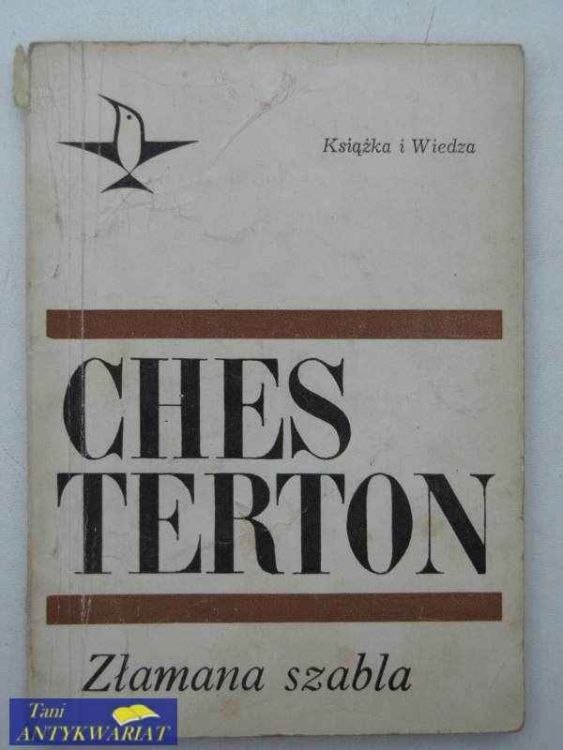 Książka i Wiedza
CHES
TERTON
Złamana szabla
Tani
ANTYKWARIAT